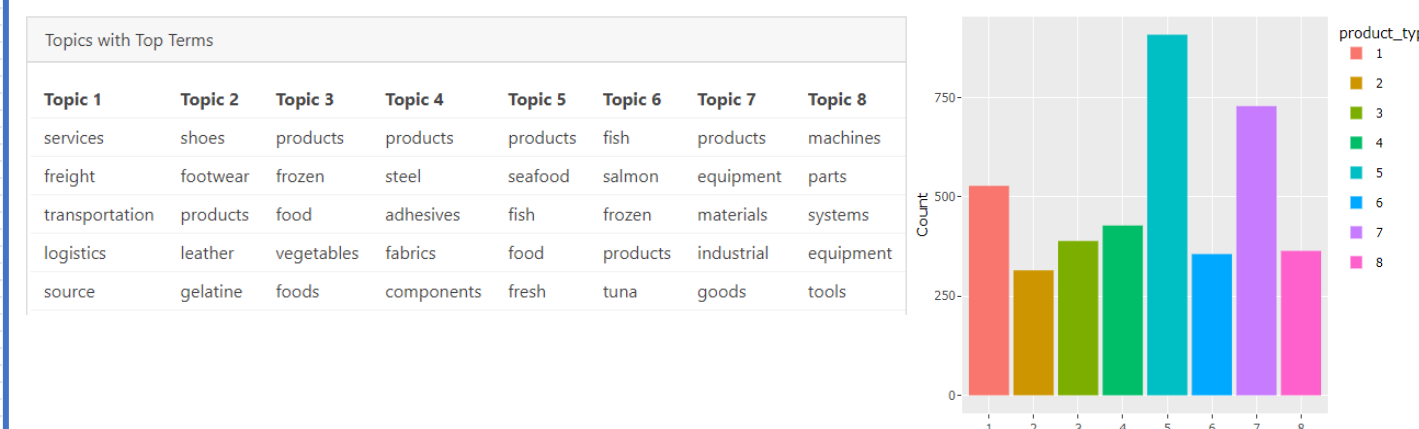 Topics with Top Terms
Topic 1 Topic 2 Topic 3 Topic 4 Topic 5 Topic 6 Topic 7 Topic 8
services shoes products products products fish products machines
freight footwear frozen steel seafood salmon equipment parts
transportation products food adhesives fish frozen materials systems
logistics leather vegetables fabrics food products industrial equipment
source gelatine foods components fresh tuna goods tools
Count
750
500
250
0
1 2 3 4 5 6 7 8
product_typ
1
2
3
4
5
6
7
8